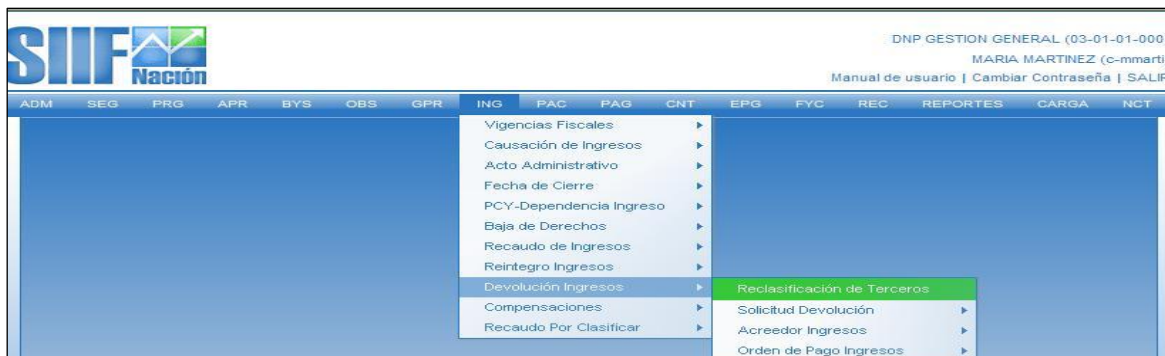 SIIF Nación
DNP GESTION GENERAL (03-01-01-000
MARIA MARTINEZ (c-mmarti
Manual de usuario | Cambiar Contraseña | SALIR
ADM SEG PRG APR BYS OBS GPR ING PAC PAG CNT EPG FYC REC REPORTES CARGA NCT
Vigencias Fiscales
Causación de Ingresos
Acto Administrativo
Fecha de Cierre
PCY-Dependencia Ingreso
Baja de Derechos
Recaudo de Ingresos
Reintegro Ingresos
Devolución Ingresos
Compensaciones
Recaudo Por Clasificar
Reclasificación de Terceros
Solicitud Devolución
Acreedor Ingresos
Orden de Pago Ingresos